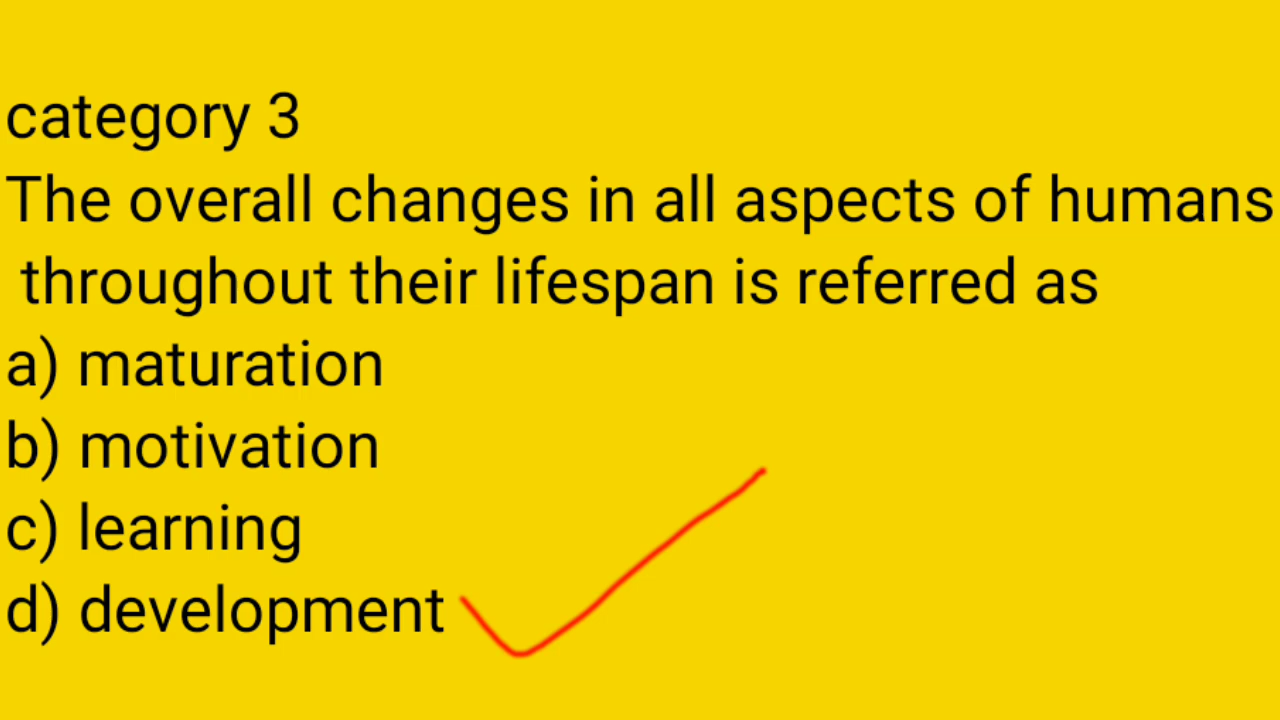 category 3
The overall changes in all aspects of humans
throughout their lifespan is referred as
a) maturation
b) motivation
c) learning
d) development